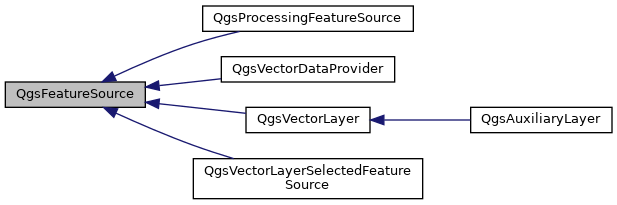 QgsProcessingFeatureSource
QgsVectorDataProvider
QgsFeatureSource
QgsVectorLayer
QgsAuxiliaryLayer
QgsVectorLayerSelectedFeature
Source